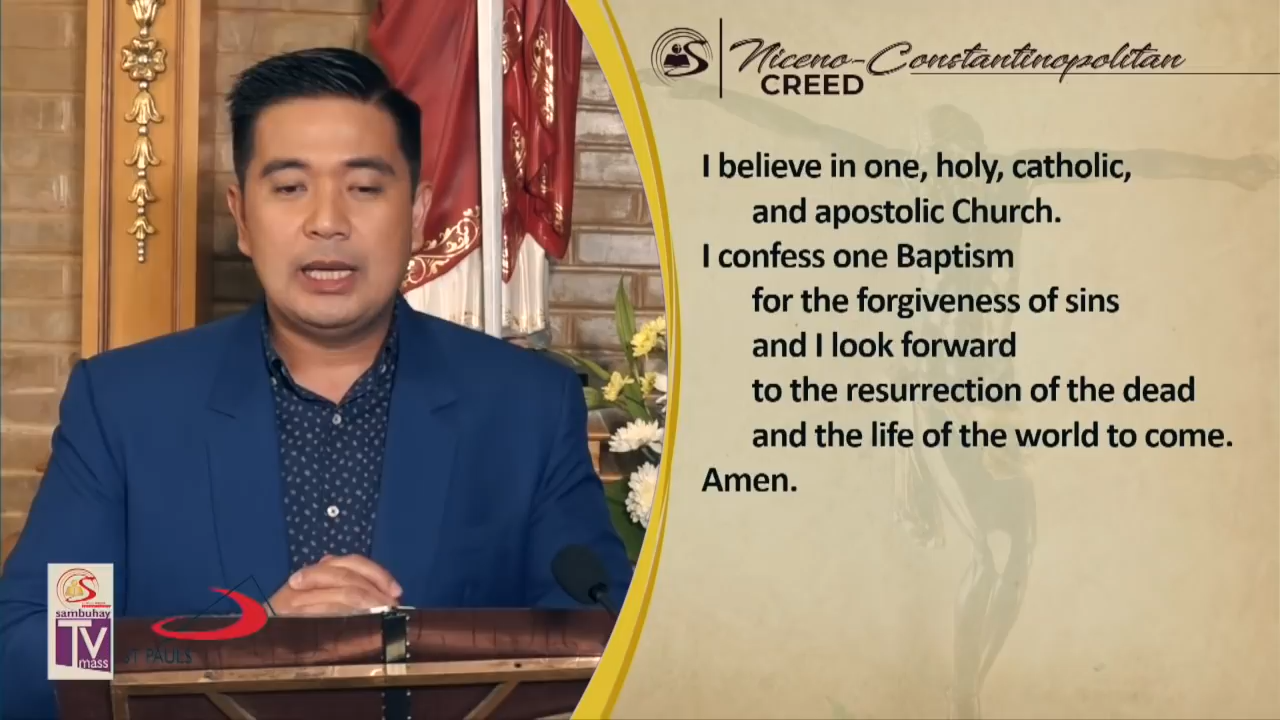 Niceno-Constantinopolitan
CREED
I believe in one, holy, catholic,
and apostolic Church.
I confess one Baptism
for the forgiveness of sins
and I look forward
to the resurrection of the dead
and the life of the world to come.
Amen.
sambuhay
TV
mass
ST PAULS